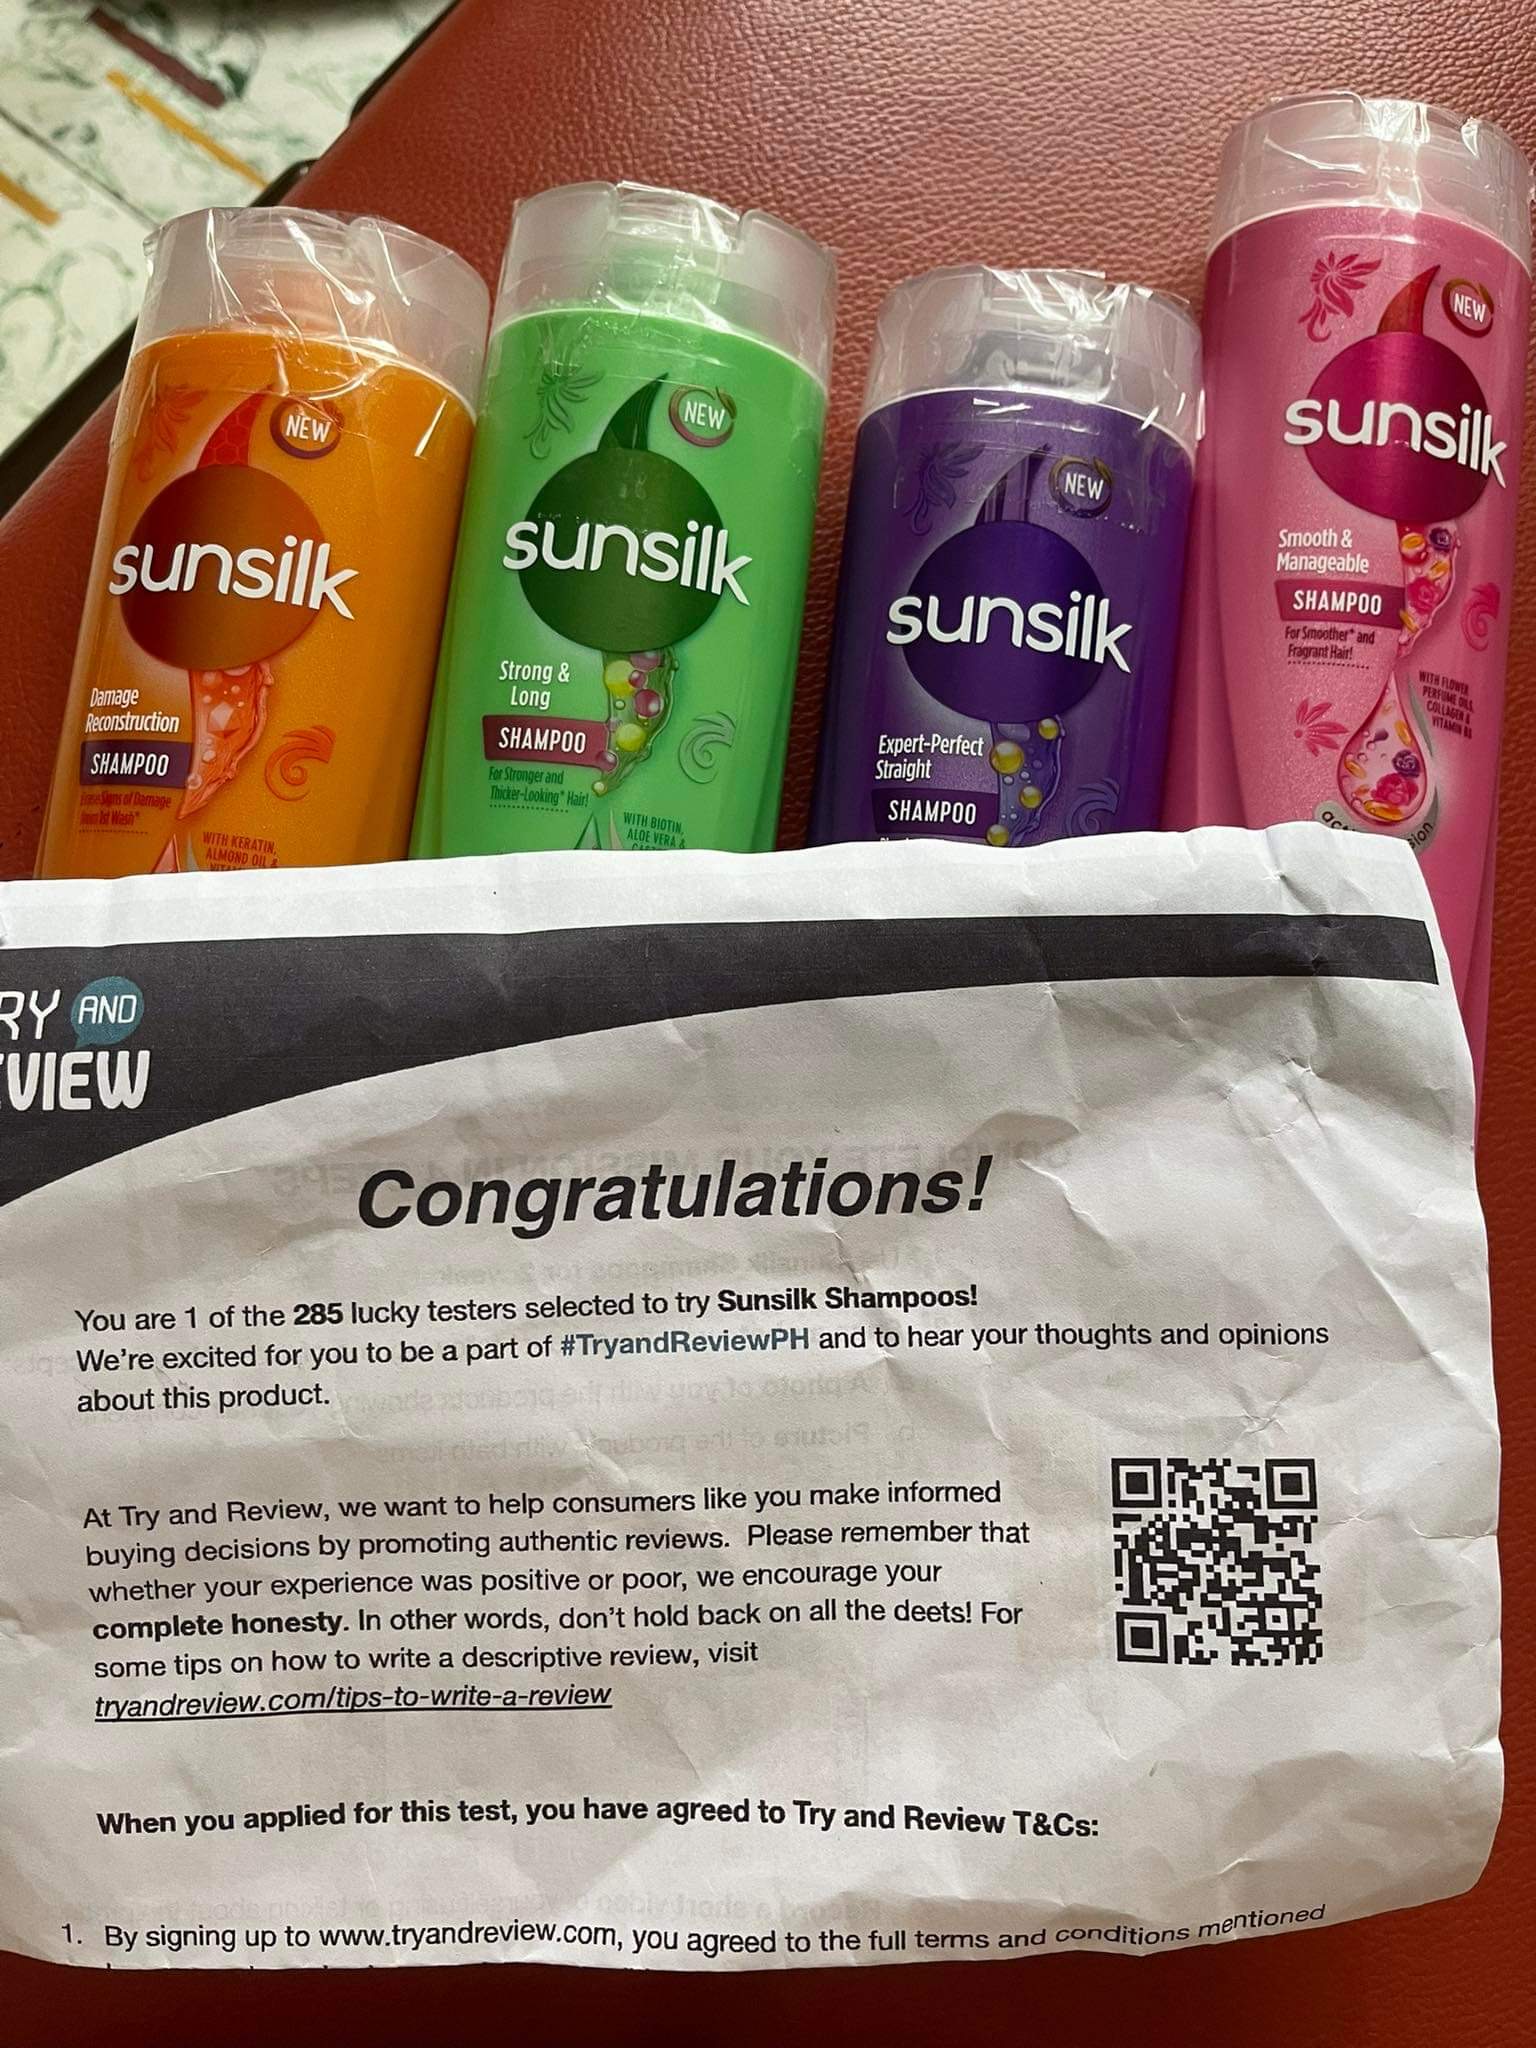 NEW
sunsilk
Damage
Reconstruction
SHAMPOO
Signs of Damage
1st Wash*
WITH KERATIN,
ALMOND OIL &
NEW
sunsilk
Strong &
Long
SHAMPOO
For Stronger and
Thicker-Looking* Hair!
WITH BIOTIN,
ALOE VERA &
NEW
sunsilk
Expert-Perfect
Straight
SHAMPOO
NEW
sunsilk
Smooth &
Manageable
SHAMPOO
For Smoother* and
Fragrant Hair!
WITH FLOWER
PERFUME OILS,
COLLAGEN &
VITAMIN B3
RY AND
VIEW
Congratulations!
You are 1 of the 285 lucky testers selected to try Sunsilk Shampoos!
We're excited for you to be a part of #TryandReviewPH and to hear your thoughts and opinions
about this product.
At Try and Review, we want to help consumers like you make informed
buying decisions by promoting authentic reviews. Please remember that
whether your experience was positive or poor, we encourage your
complete honesty. In other words, don't hold back on all the deets! For
some tips on how to write a descriptive review, visit
tryandreview.com/tips-to-write-a-review
When you applied for this test, you have agreed to Try and Review T&Cs:
1. By signing up to www.tryandreview.com, you agreed to the full terms and conditions mentioned